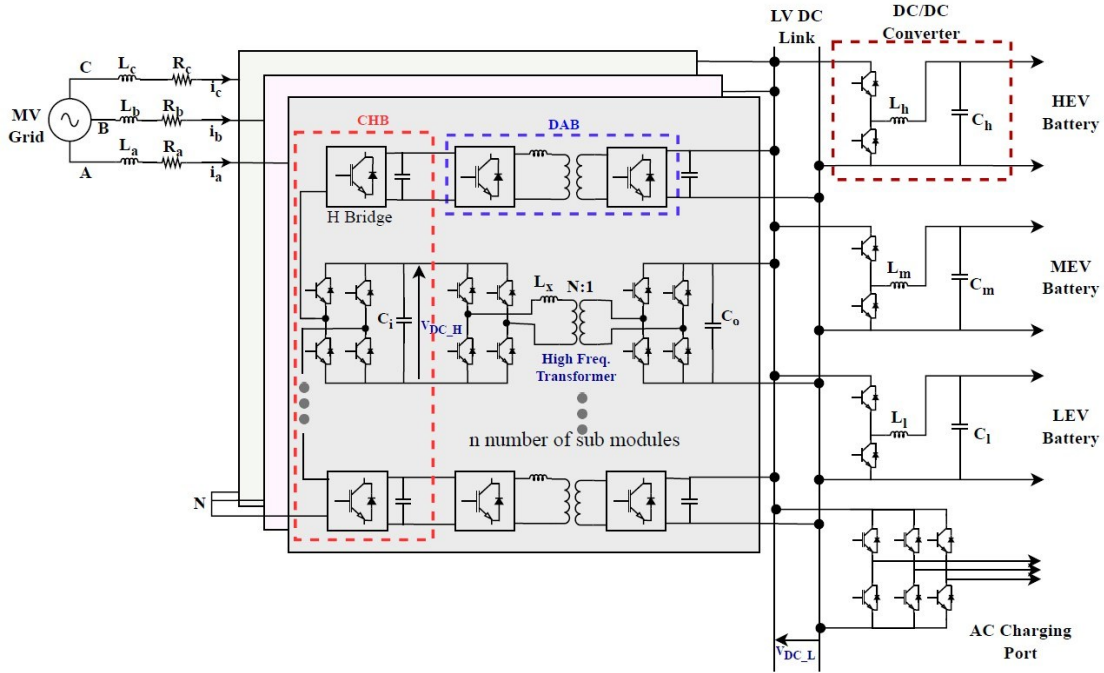 LV DC
Link
DC/DC
Converter
C
L_c
R_c
i_c
MV
Grid
B
L_b
R_b
i_b
HEV
Battery
L_h
C_h
A
L_a
R_a
i_a
CHB
DAB
H Bridge
L_x
N:1
C_i
V_DC_H
C_o
High Freq.
Transformer
L_m
C_m
MEV
Battery
n number of sub modules
L_l
C_l
LEV
Battery
N
AC Charging
Port
V_DC_L